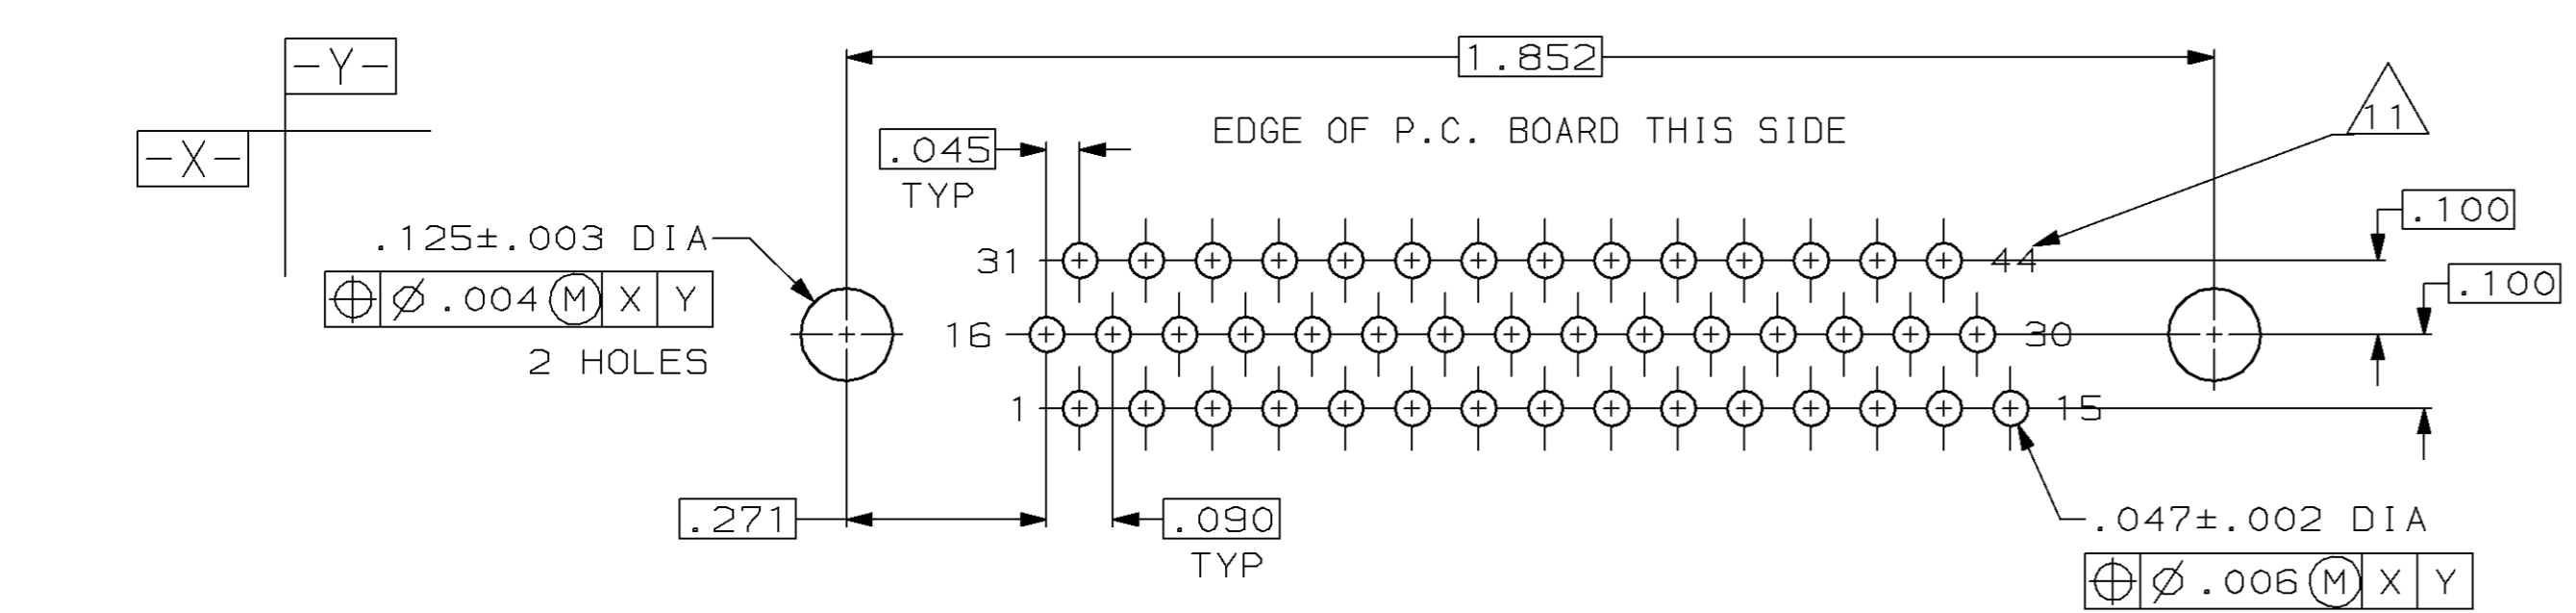 -Y-
1.852
-X-
EDGE OF P.C. BOARD THIS SIDE
11
.045
TYP
.100
.125±.003 DIA
31
44
.100
⌖ ⌀.004 Ⓜ X Y
16
30
2 HOLES
1
15
.271
.090
TYP
.047±.002 DIA
⌖ ⌀.006 Ⓜ X Y